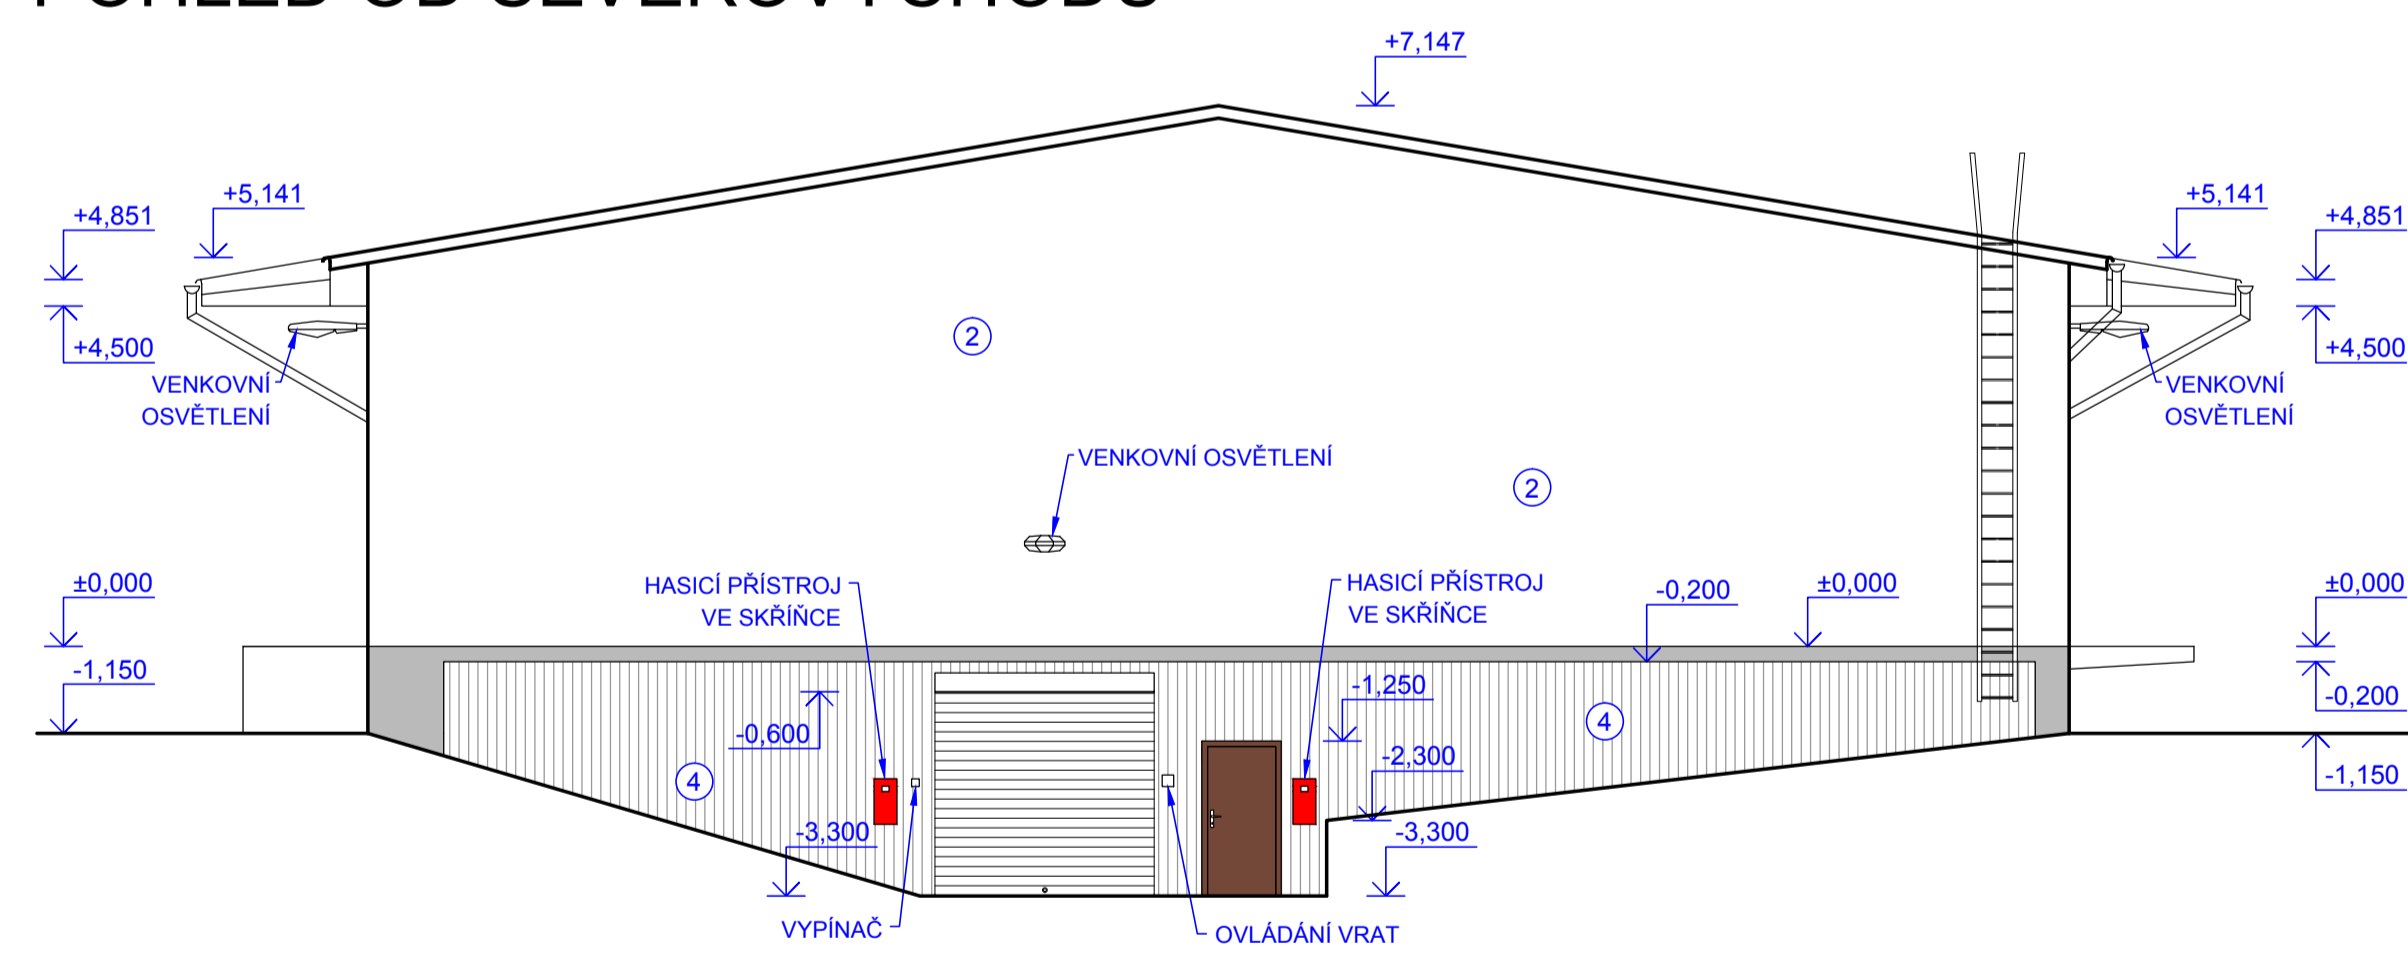 POHLED OD SEVEROVÝCHODU
+7,147
+5,141
+4,851
+5,141
+4,851
+4,500
+4,500
VENKOVNÍ
OSVĚTLENÍ
VENKOVNÍ
OSVĚTLENÍ
2
VENKOVNÍ OSVĚTLENÍ
2
±0,000
HASICÍ PŘÍSTROJ
VE SKŘÍŇCE
HASICÍ PŘÍSTROJ
VE SKŘÍŇCE
-0,200
±0,000
±0,000
-1,150
-1,250
-0,200
-0,600
4
-2,300
4
-1,150
-3,300
-3,300
VYPÍNAČ
OVLÁDÁNÍ VRAT